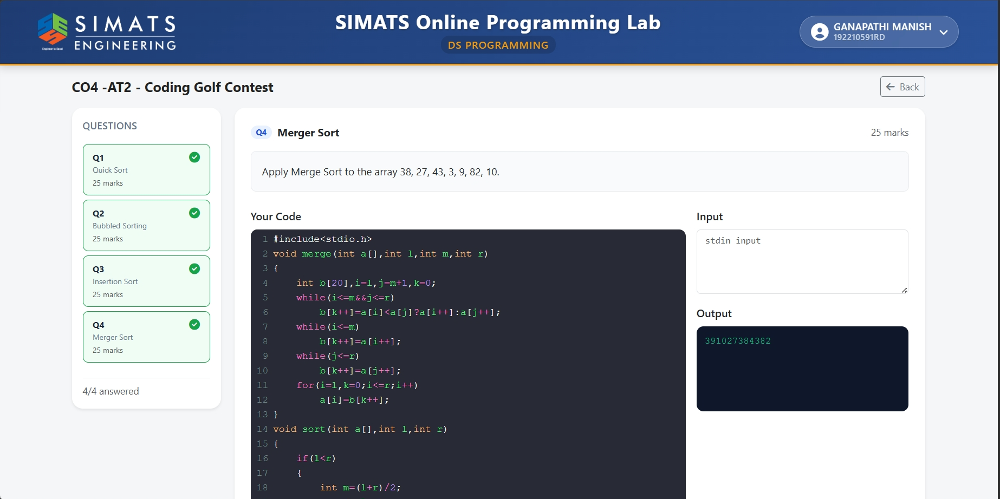 SIMATS
ENGINEERING
Engineer to Excel
SIMATS Online Programming Lab
DS PROGRAMMING
GANAPATHI MANISH
192210591RD
CO4 -AT2 - Coding Golf Contest
Back
QUESTIONS
Q1
Quick Sort
25 marks
Q2
Bubbled Sorting
25 marks
Q3
Insertion Sort
25 marks
Q4
Merger Sort
25 marks
4/4 answered
Q4 Merger Sort
25 marks
Apply Merge Sort to the array 38, 27, 43, 3, 9, 82, 10.
Your Code
1 #include<stdio.h>
2 void merge(int a[],int l,int m,int r)
3 {
4     int b[20],i=l,j=m+1,k=0;
5     while(i<=m&&j<=r)
6         b[k++]=a[i]<a[j]?a[i++]:a[j++];
7     while(i<=m)
8         b[k++]=a[i++];
9     while(j<=r)
10         b[k++]=a[j++];
11     for(i=l,k=0;i<=r;i++)
12         a[i]=b[k++];
13 }
14 void sort(int a[],int l,int r)
15 {
16     if(l<r)
17     {
18         int m=(l+r)/2;
Input
stdin input
Output
391027384382